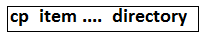 cp item .... directory